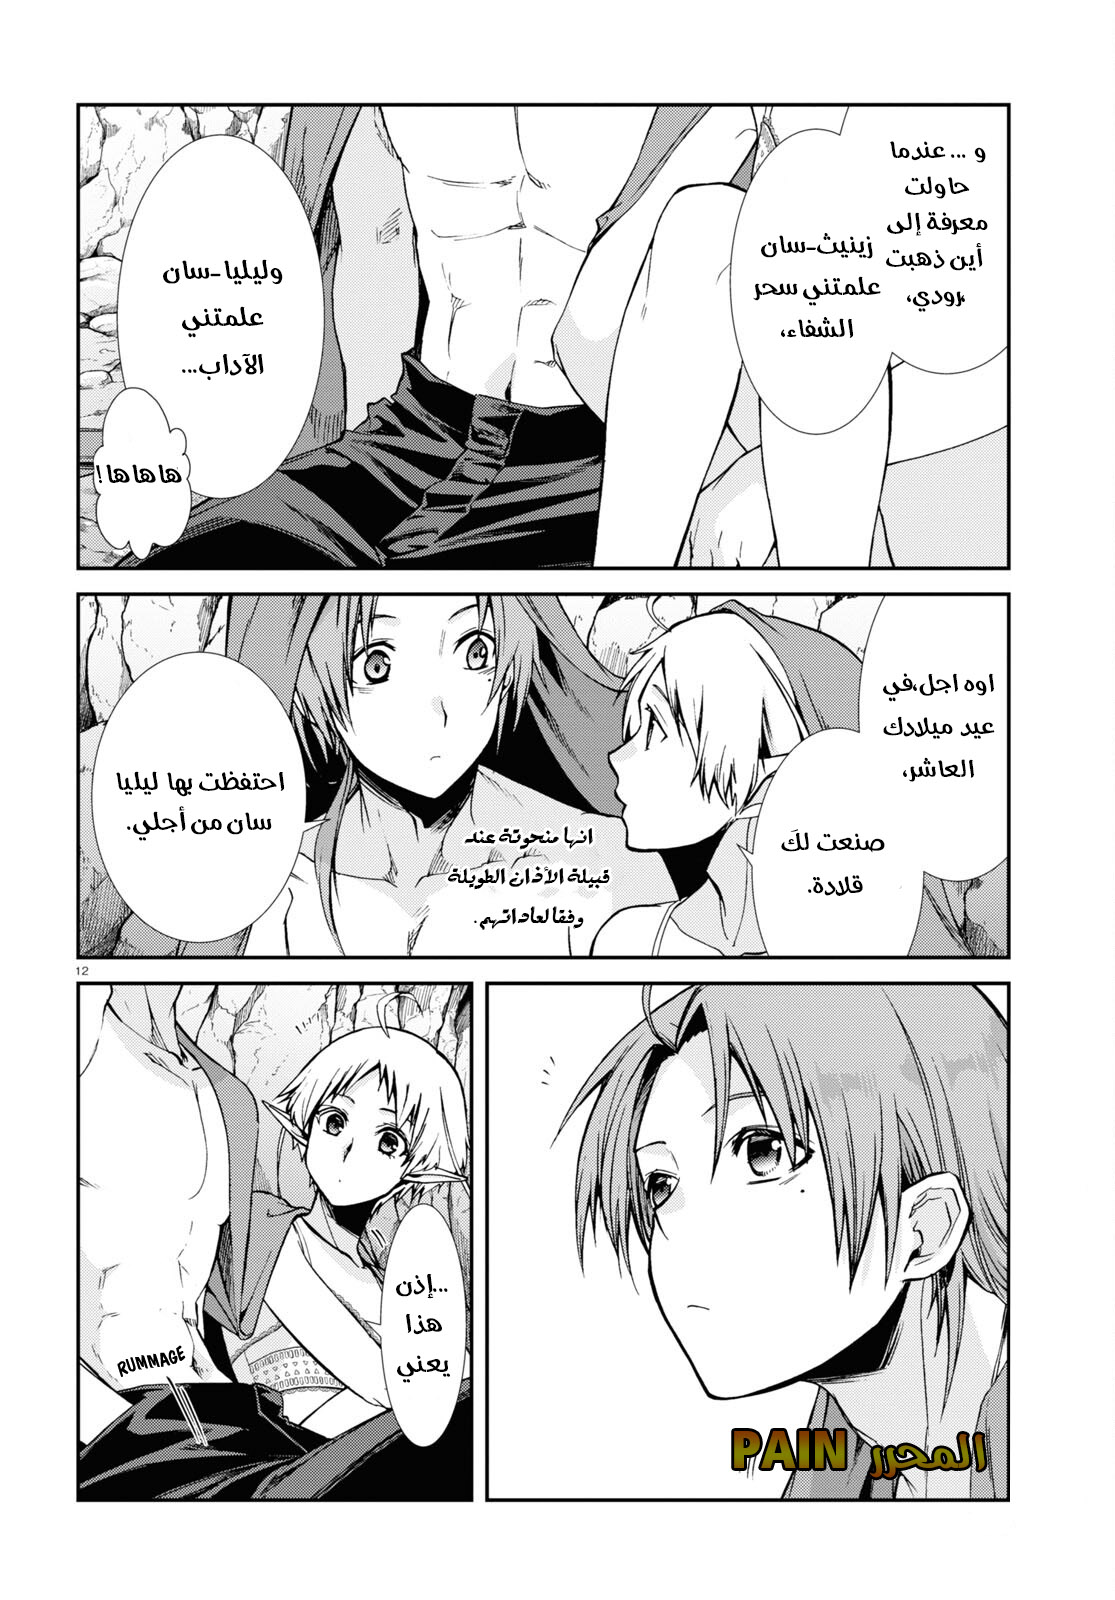 و ... عندما
حاولت
معرفة إلى
أين ذهبت
،رودي،
زينيث-سان
علمتني سحر
الشفاء،
وليليا-سان
علمتني
الآداب...
هاهاها!
اوه اجل،في
عيد ميلادك
العاشر،
صنعت لكَ
قلادة.
انها منحوتة عند
قبيلة الأذان الطويلة
وفقا لعاداتهم.
احتفظت بها ليليا
سان من أجلي.
12
المحرر PAIN
...إذن
هذا
يعني
RUMMAGE